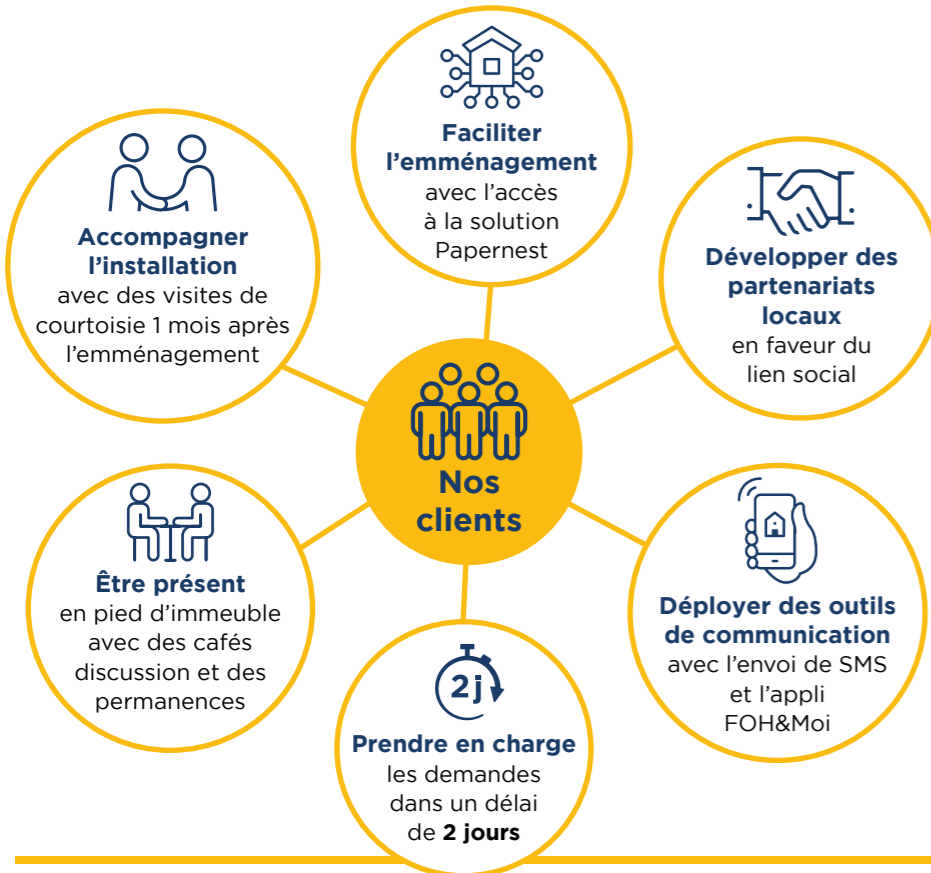 Faciliter
l’emménagement
avec l’accès
à la solution
Papernest
Accompagner
l’installation
avec des visites de
courtoisie 1 mois après
l’emménagement
Développer des
partenariats
locaux
en faveur du
lien social
Nos
clients
Être présent
en pied d’immeuble
avec des cafés
discussion et des
permanences
Déployer des outils
de communication
avec l’envoi de SMS
et l’appli
FOH&Moi
2j
Prendre en charge
les demandes
dans un délai
de 2 jours